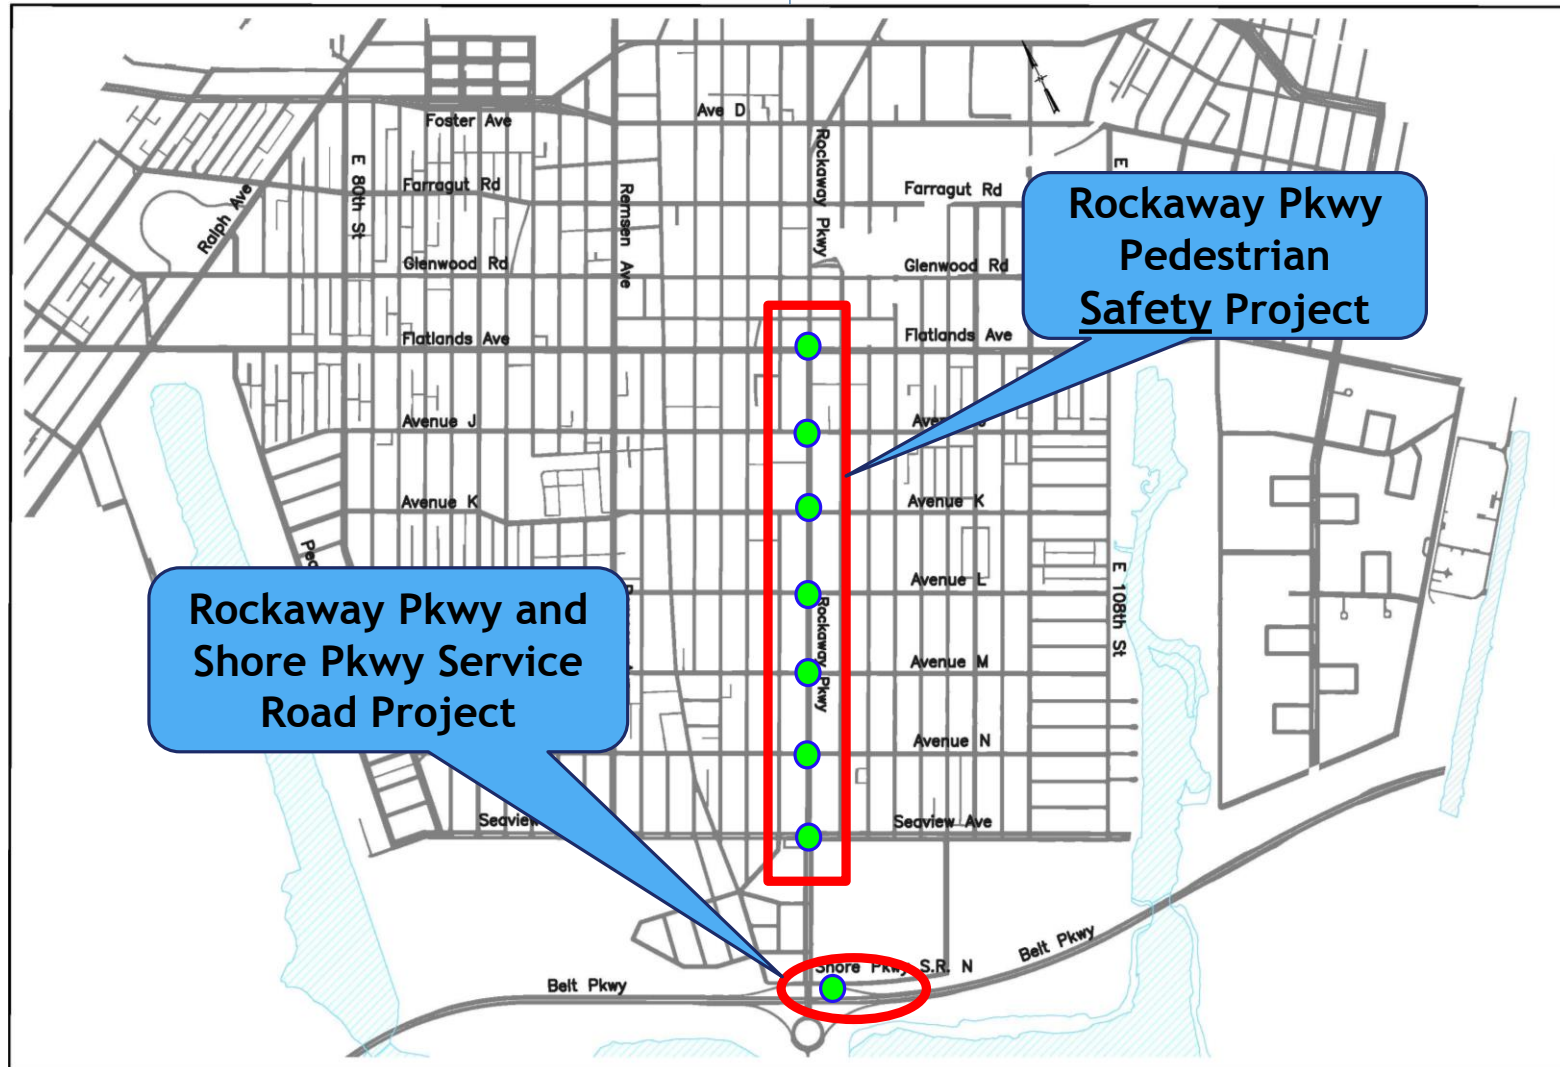 Foster Ave
Ave D
Rockaway Pkwy
E 80th St
E
Farragut Rd
Remsen Ave
Farragut Rd
Ralph Ave
Glenwood Rd
Glenwood Rd
Rockaway Pkwy
Pedestrian
Safety Project
Flatlands Ave
Flatlands Ave
Avenue J
Avenue K
Avenue K
Avenue L
E 108th St
Rockaway Pkwy
Rockaway Pkwy and
Shore Pkwy Service
Road Project
Avenue M
Avenue N
Seaview
Seaview Ave
Belt Pkwy
Shore Pkwy S.R. N
Belt Pkwy